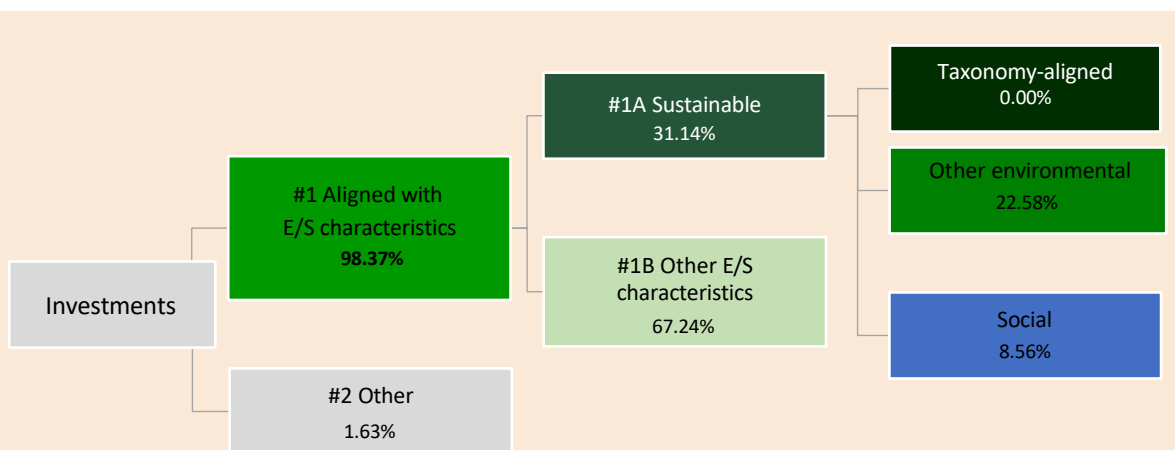 Investments
#1 Aligned with
E/S characteristics
98.37%
#2 Other
1.63%
#1A Sustainable
31.14%
#1B Other E/S
characteristics
67.24%
Taxonomy-aligned
0.00%
Other environmental
22.58%
Social
8.56%